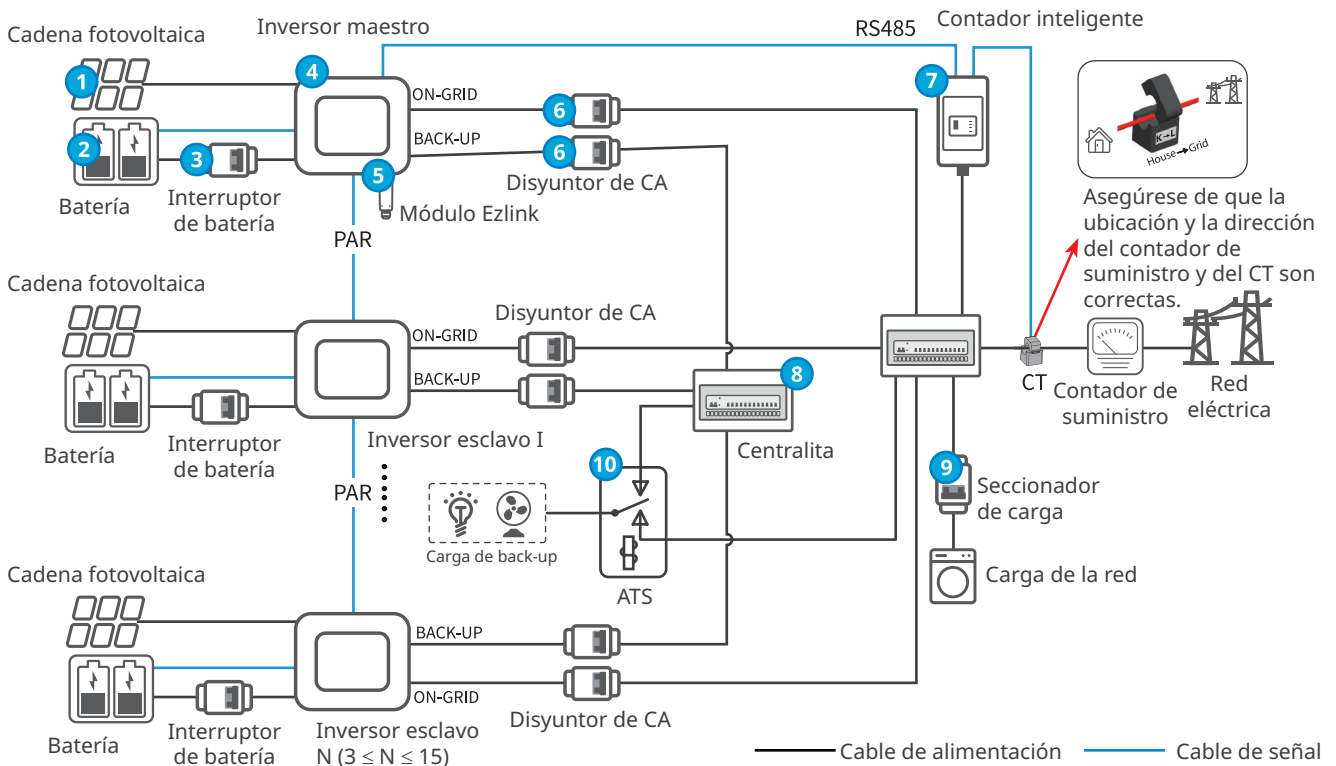 Cadena fotovoltaica
Inversor maestro
RS485
Contador inteligente
1
4
7
ON-GRID
6
2
3
BACK-UP
6
K→L
House→Grid
5
Disyuntor de CA
Batería
Interruptor
de batería
Módulo Ezlink
Asegúrese de que la
ubicación y la dirección
del contador de
suministro y del CT son
correctas.
PAR
Cadena fotovoltaica
Disyuntor de CA
ON-GRID
BACK-UP
8
CT
Contador de
suministro
Red
eléctrica
Batería
Interruptor
de batería
Inversor esclavo I
Centralita
10
9
Seccionador
de carga
PAR
Carga de back-up
ATS
Carga de la red
Cadena fotovoltaica
BACK-UP
ON-GRID
Disyuntor de CA
Batería
Interruptor
de batería
Inversor esclavo
N (3 ≤ N ≤ 15)
Cable de alimentación
Cable de señal